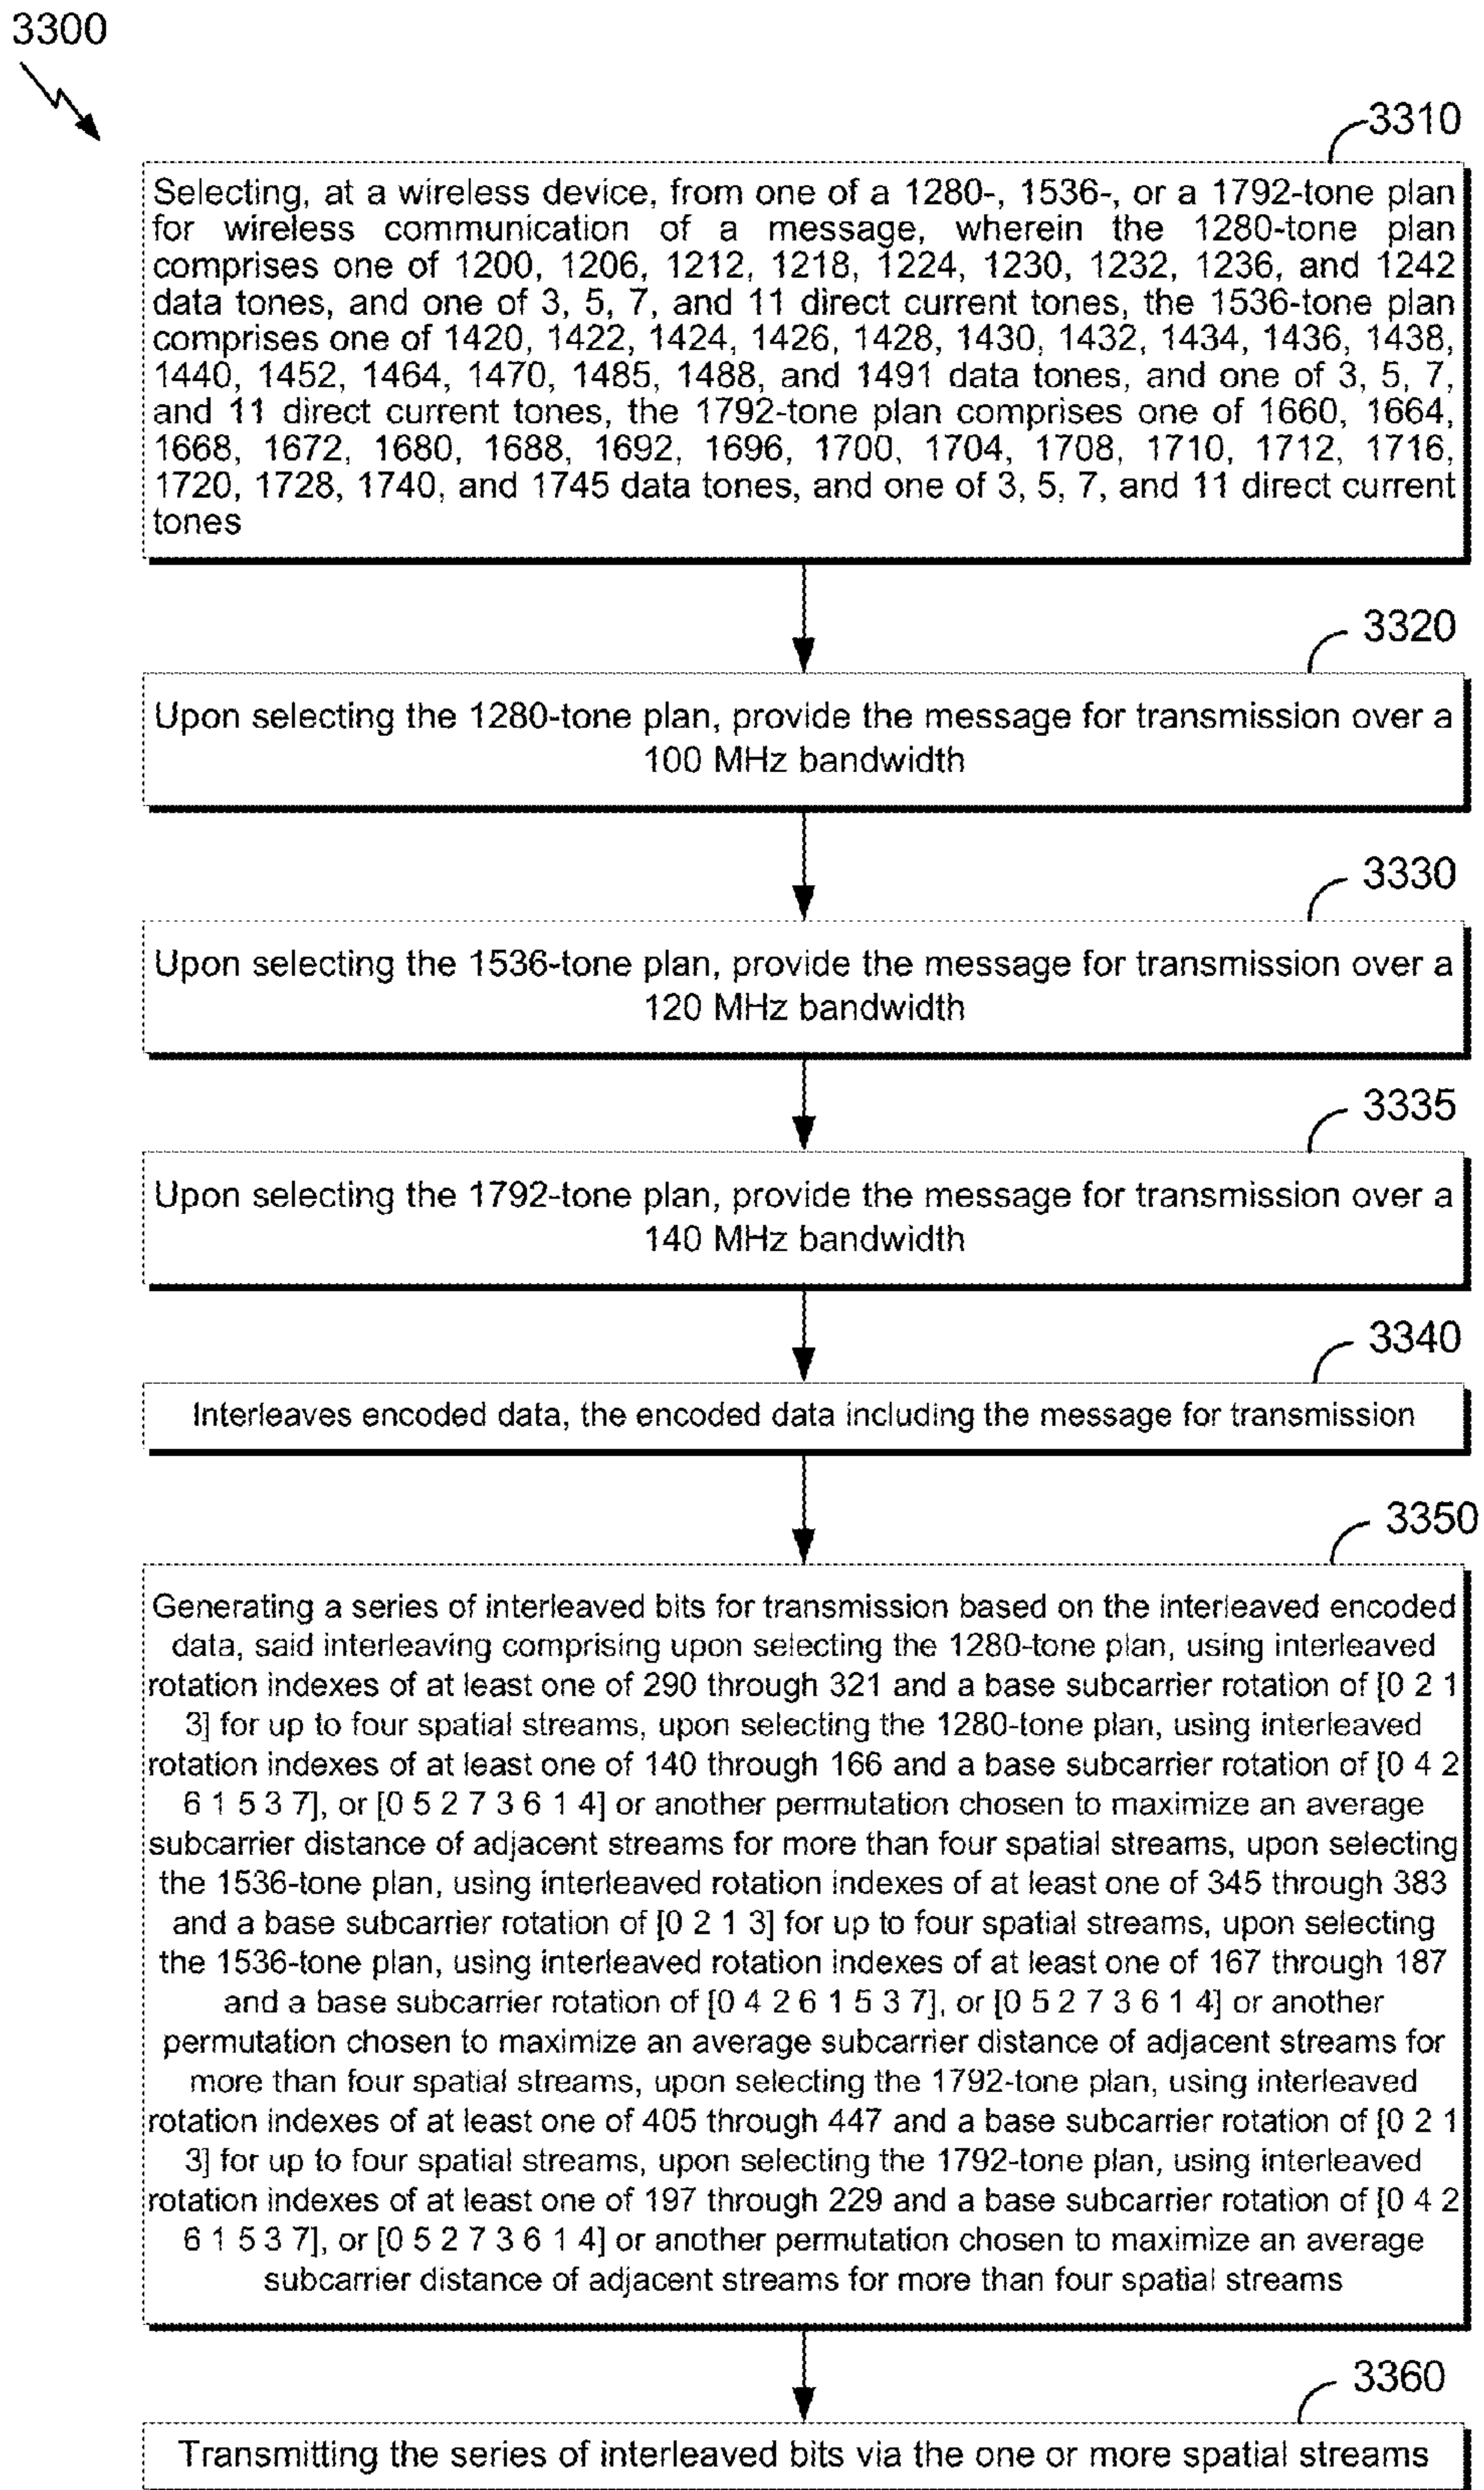 3300
3310
Selecting, at a wireless device, from one of a 1280-, 1536-, or a 1792-tone plan
for wireless communication of a message, wherein the 1280-tone plan
comprises one of 1200, 1206, 1212, 1218, 1224, 1230, 1232, 1236, and 1242
data tones, and one of 3, 5, 7, and 11 direct current tones, the 1536-tone plan
comprises one of 1420, 1422, 1424, 1426, 1428, 1430, 1432, 1434, 1436, 1438,
1440, 1452, 1464, 1470, 1485, 1488, and 1491 data tones, and one of 3, 5, 7,
and 11 direct current tones, the 1792-tone plan comprises one of 1660, 1664,
1668, 1672, 1680, 1688, 1692, 1696, 1700, 1704, 1708, 1710, 1712, 1716,
1720, 1728, 1740, and 1745 data tones, and one of 3, 5, 7, and 11 direct current
tones
3320
Upon selecting the 1280-tone plan, provide the message for transmission over a
100 MHz bandwidth
3330
Upon selecting the 1536-tone plan, provide the message for transmission over a
120 MHz bandwidth
3335
Upon selecting the 1792-tone plan, provide the message for transmission over a
140 MHz bandwidth
3340
Interleaves encoded data, the encoded data including the message for transmission
3350
Generating a series of interleaved bits for transmission based on the interleaved encoded
data, said interleaving comprising upon selecting the 1280-tone plan, using interleaved
rotation indexes of at least one of 290 through 321 and a base subcarrier rotation of [0 2 1
3] for up to four spatial streams, upon selecting the 1280-tone plan, using interleaved
rotation indexes of at least one of 140 through 166 and a base subcarrier rotation of [0 4 2
6 1 5 3 7], or [0 5 2 7 3 6 1 4] or another permutation chosen to maximize an average
subcarrier distance of adjacent streams for more than four spatial streams, upon selecting
the 1536-tone plan, using interleaved rotation indexes of at least one of 345 through 383
and a base subcarrier rotation of [0 2 1 3] for up to four spatial streams, upon selecting
the 1536-tone plan, using interleaved rotation indexes of at least one of 167 through 187
and a base subcarrier rotation of [0 4 2 6 1 5 3 7], or [0 5 2 7 3 6 1 4] or another
permutation chosen to maximize an average subcarrier distance of adjacent streams for
more than four spatial streams, upon selecting the 1792-tone plan, using interleaved
rotation indexes of at least one of 405 through 447 and a base subcarrier rotation of [0 2 1
3] for up to four spatial streams, upon selecting the 1792-tone plan, using interleaved
rotation indexes of at least one of 197 through 229 and a base subcarrier rotation of [0 4 2
6 1 5 3 7], or [0 5 2 7 3 6 1 4] or another permutation chosen to maximize an average
subcarrier distance of adjacent streams for more than four spatial streams
3360
Transmitting the series of interleaved bits via the one or more spatial streams